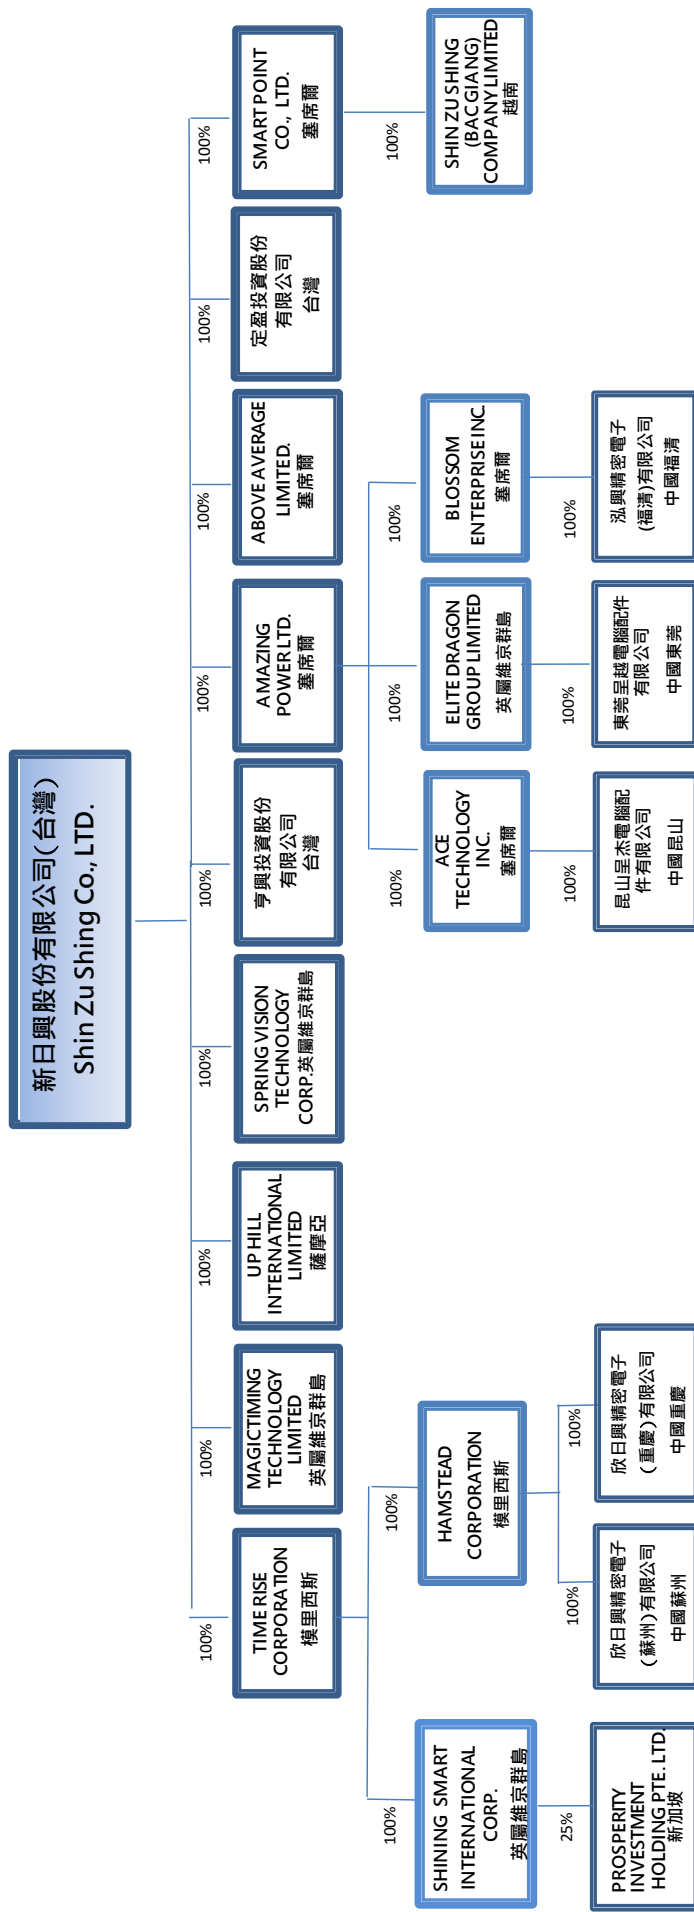 新日興股份有限公司(台灣)
Shin Zu Shing Co., LTD.
100%
100%
100%
100%
100%
100%
100%
100%
100%
TIME RISE
CORPORATION
模里西斯
MAGICTIMING
TECHNOLOGY
LIMITED
英屬維京群島
UP HILL
INTERNATIONAL
LIMITED
薩摩亞
SPRING VISION
TECHNOLOGY
CORP.英屬維京群島
亨興投資股份
有限公司
台灣
AMAZING
POWER LTD.
塞席爾
ABOVE AVERAGE
LIMITED.
塞席爾
定盈投資股份
有限公司
台灣
SMART POINT
CO., LTD.
塞席爾
100%
100%
100%
100%
100%
100%
SHINING SMART
INTERNATIONAL
CORP.
英屬維京群島
HAMSTEAD
CORPORATION
模里西斯
ACE
TECHNOLOGY
INC.
塞席爾
ELITE DRAGON
GROUP LIMITED
英屬維京群島
BLOSSOM
ENTERPRISE INC.
塞席爾
SHIN ZU SHING
(BAC GIANG)
COMPANY LIMITED
越南
25%
100%
100%
100%
100%
100%
PROSPERITY
INVESTMENT
HOLDING PTE. LTD.
新加坡
欣日興精密電子
(蘇州)有限公司
中國蘇州
欣日興精密電子
(重慶)有限公司
中國重慶
昆山呈杰電腦配
件有限公司
中國昆山
東莞呈越電腦配件
有限公司
中國東莞
泓興精密電子
(福清)有限公司
中國福清